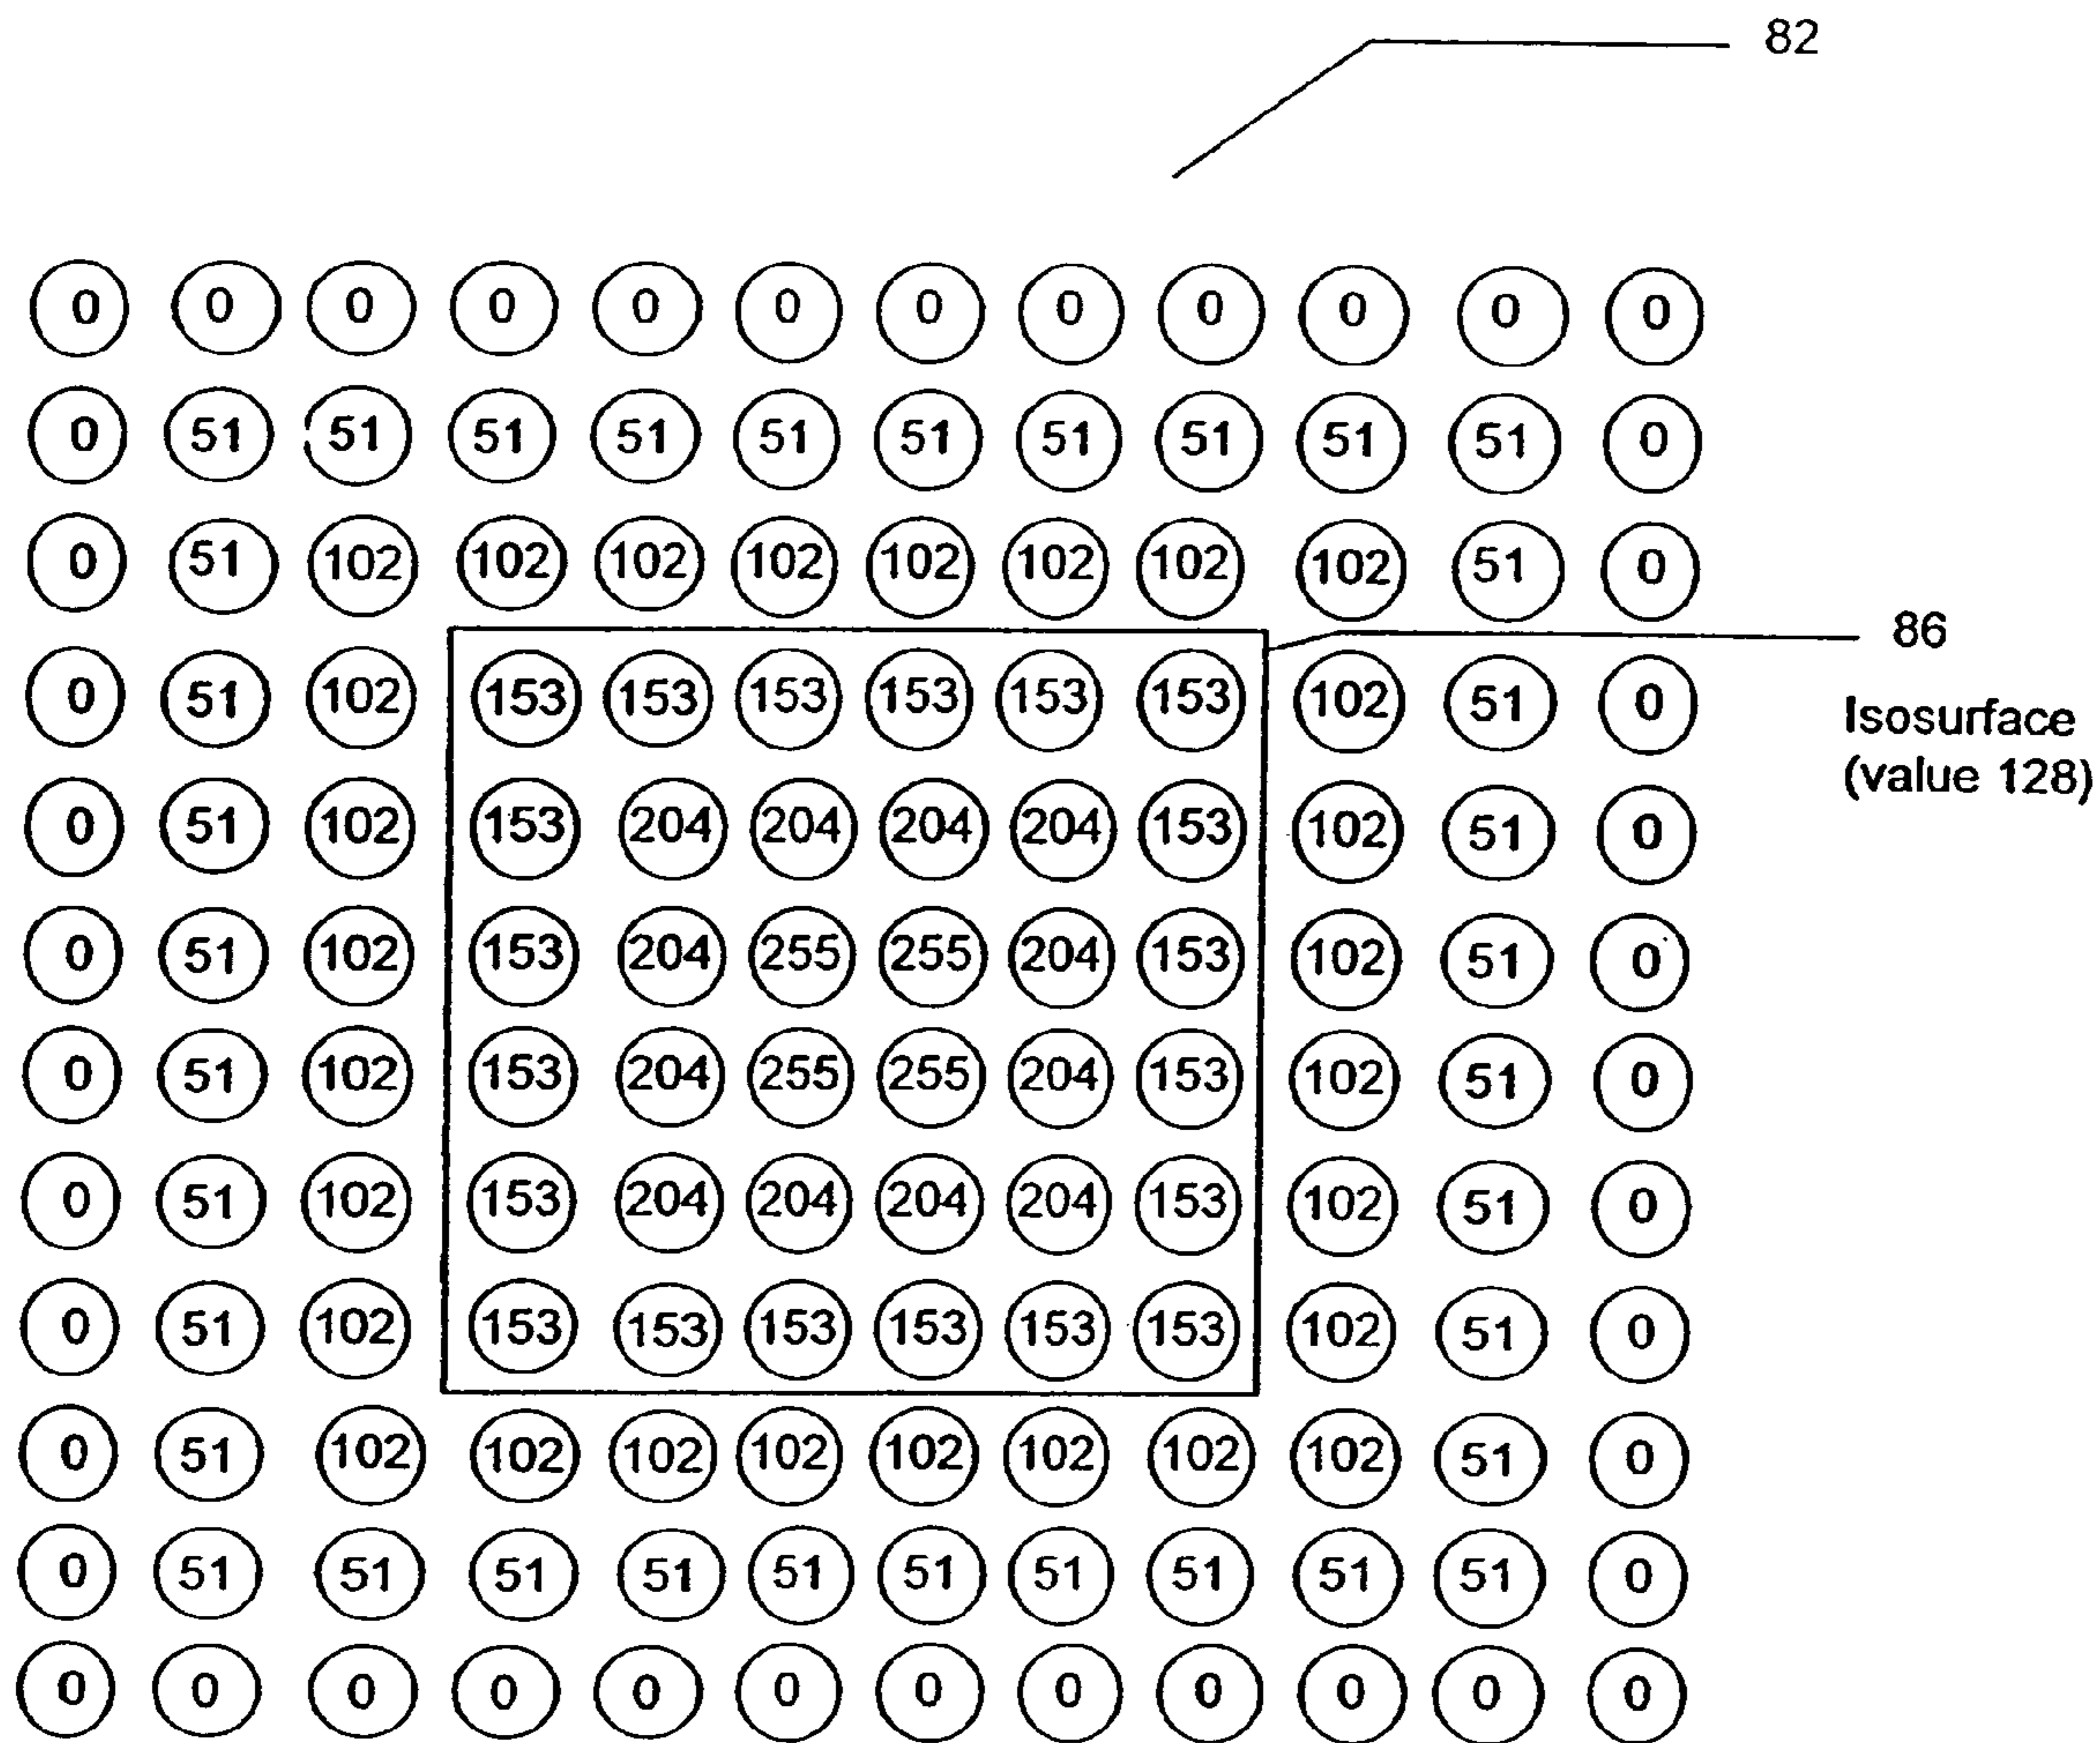 82
0 0 0 0 0 0 0 0 0 0 0 0
0 51 51 51 51 51 51 51 51 51 51 0
0 51 102 102 102 102 102 102 102 102 51 0
86
0 51 102 153 153 153 153 153 153 102 51 0
Isosurface
(value 128)
0 51 102 153 204 204 204 204 153 102 51 0
0 51 102 153 204 255 255 204 153 102 51 0
0 51 102 153 204 255 255 204 153 102 51 0
0 51 102 153 204 204 204 204 153 102 51 0
0 51 102 153 153 153 153 153 153 102 51 0
0 51 102 102 102 102 102 102 102 102 51 0
0 51 51 51 51 51 51 51 51 51 51 0
0 0 0 0 0 0 0 0 0 0 0 0